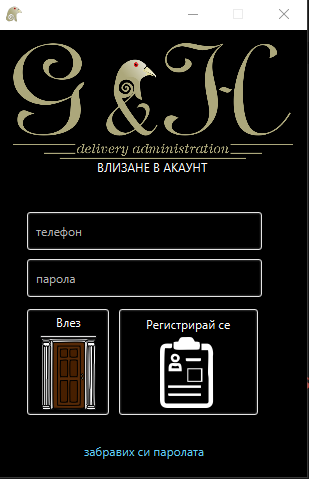 G&H
delivery administration
ВЛИЗАНЕ В АКАУНТ
телефон
парола
Влез
Регистрирай се
забравих си паролата